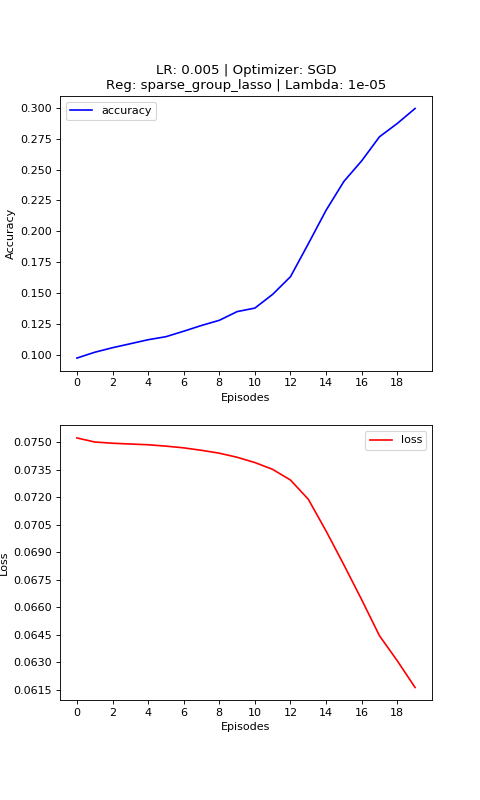 LR: 0.005 | Optimizer: SGD
Reg: sparse_group_lasso | Lambda: 1e-05
accuracy
Accuracy
0.300
0.275
0.250
0.225
0.200
0.175
0.150
0.125
0.100
0 2 4 6 8 10 12 14 16 18
Episodes
loss
Loss
0.0750
0.0735
0.0720
0.0705
0.0690
0.0675
0.0660
0.0645
0.0630
0.0615
0 2 4 6 8 10 12 14 16 18
Episodes